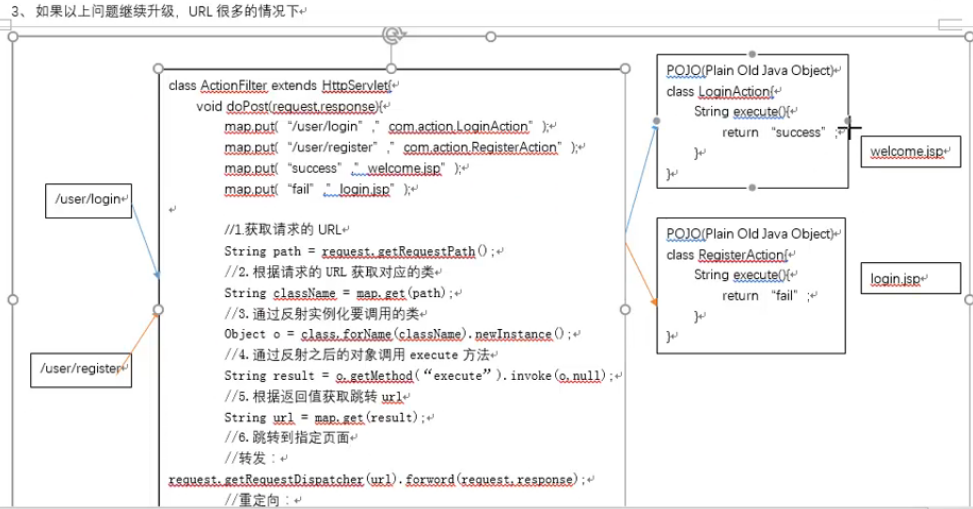 3、如果以上问题继续升级，URL 很多的情况下
class ActionFilter extends HttpServlet{
void doPost(request,response){
map.put( “/user/login” ,” com.action.LoginAction” );
map.put( “/user/register” ,” com.action.RegisterAction” );
map.put( “success” ,” welcome.jsp” );
map.put( “fail” ,” login.jsp” );
//1.获取请求的 URL
String path = request.getRequestPath();
//2.根据请求的 URL 获取对应的类
String className = map.get(path);
//3.通过反射实例化要调用的类
Object o = class.forName(className).newInstance();
//4.通过反射之后的对象调用 execute 方法
String result = o.getMethod(“execute”).invoke(o,null);
//5.根据返回值获取跳转 url
String url = map.get(result);
//6.跳转到指定页面
//转发：
request.getRequestDispatcher(url).forword(request,response);
//重定向：
/user/login
/user/register
POJO(Plain Old Java Object)
class LoginAction{
String execute(){
return “success” ;
}
}
welcome.jsp
POJO(Plain Old Java Object)
class RegisterAction{
String execute(){
return “fail” ;
}
}
login.jsp